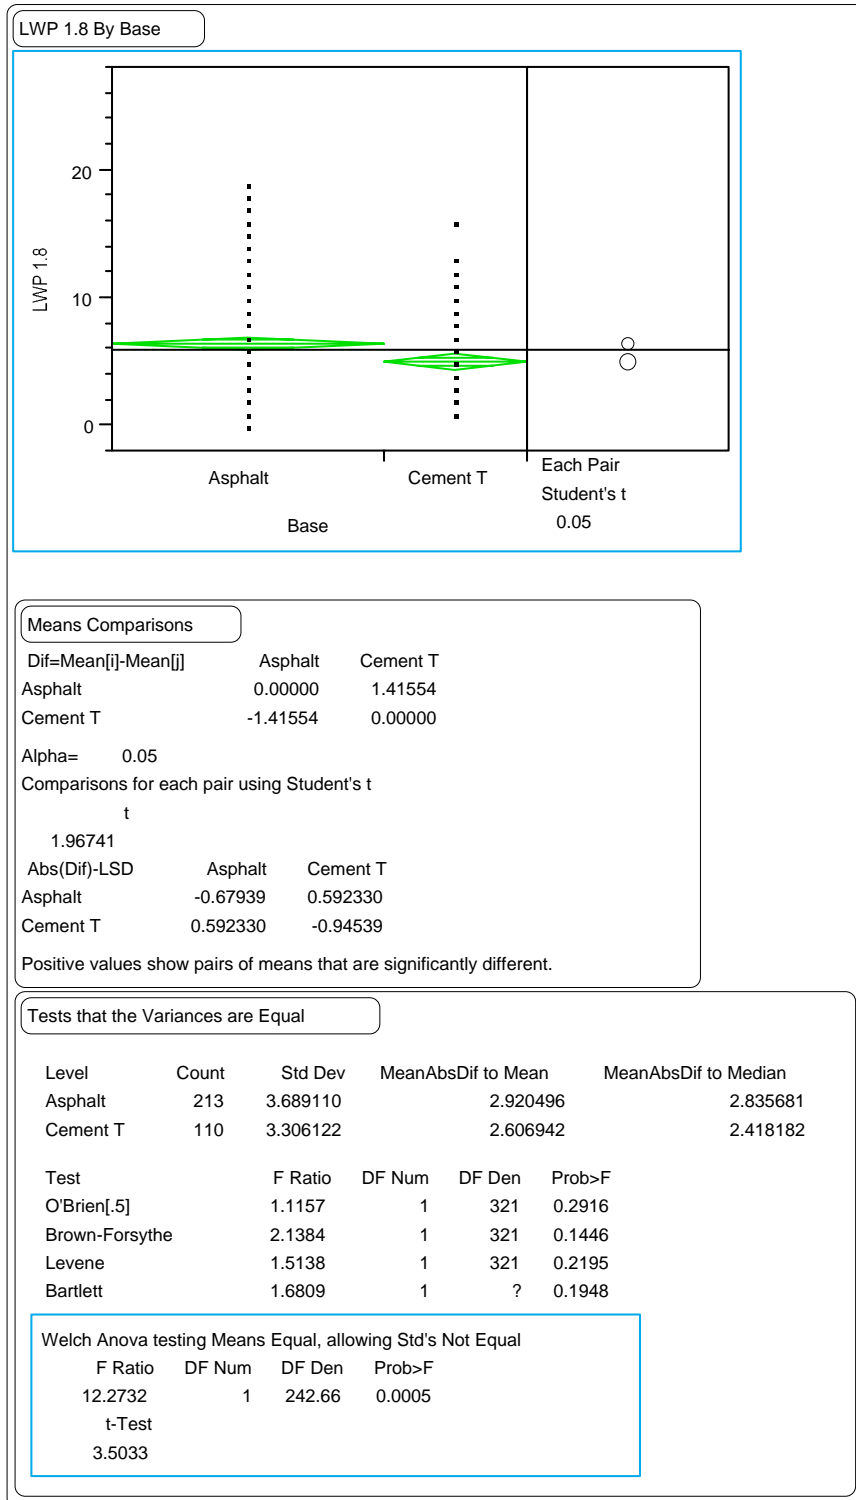 LWP 1.8 By Base
20
10
0
LWP 1.8
Asphalt Cement T
Base
Each Pair
Student's t
0.05
Means Comparisons
Dif=Mean[i]-Mean[j] Asphalt Cement T
Asphalt 0.00000 1.41554
Cement T -1.41554 0.00000
Alpha= 0.05
Comparisons for each pair using Student's t
t
1.96741
Abs(Dif)-LSD Asphalt Cement T
Asphalt -0.67939 0.592330
Cement T 0.592330 -0.94539
Positive values show pairs of means that are significantly different.
Tests that the Variances are Equal
Level Count Std Dev MeanAbsDif to Mean MeanAbsDif to Median
Asphalt 213 3.689110 2.920496 2.835681
Cement T 110 3.306122 2.606942 2.418182
Test F Ratio DF Num DF Den Prob>F
O'Brien[.5] 1.1157 1 321 0.2916
Brown-Forsythe 2.1384 1 321 0.1446
Levene 1.5138 1 321 0.2195
Bartlett 1.6809 1 ? 0.1948
Welch Anova testing Means Equal, allowing Std's Not Equal
F Ratio DF Num DF Den Prob>F
12.2732 1 242.66 0.0005
t-Test
3.5033